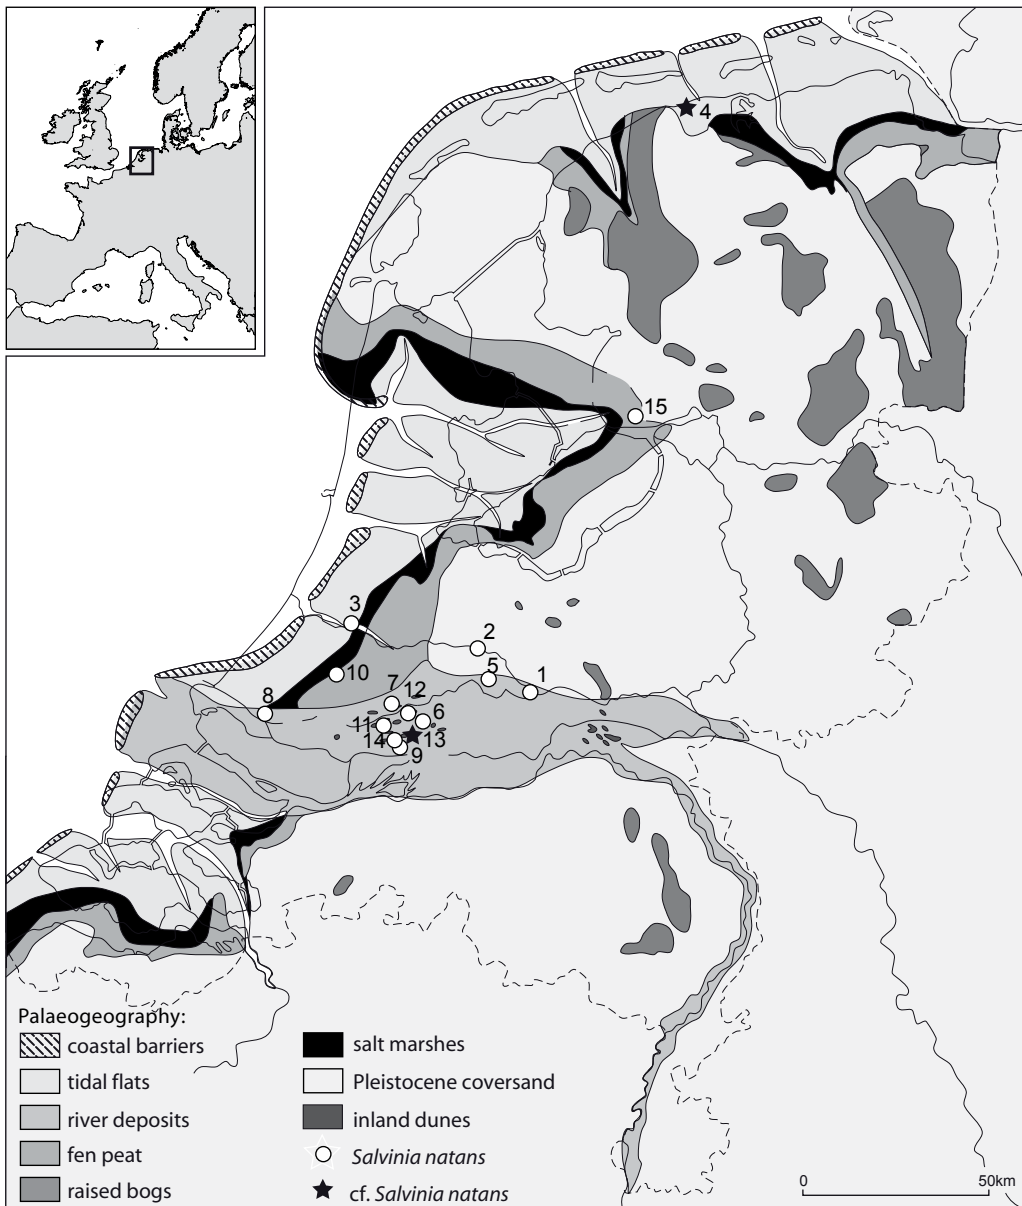 4
15
3
2
10
5
1
7
12
8
6
11
14
13
9
Palaeogeography:
coastal barriers
tidal flats
river deposits
fen peat
raised bogs
salt marshes
Pleistocene coversand
inland dunes
Salvinia natans
cf. Salvinia natans
0 50km